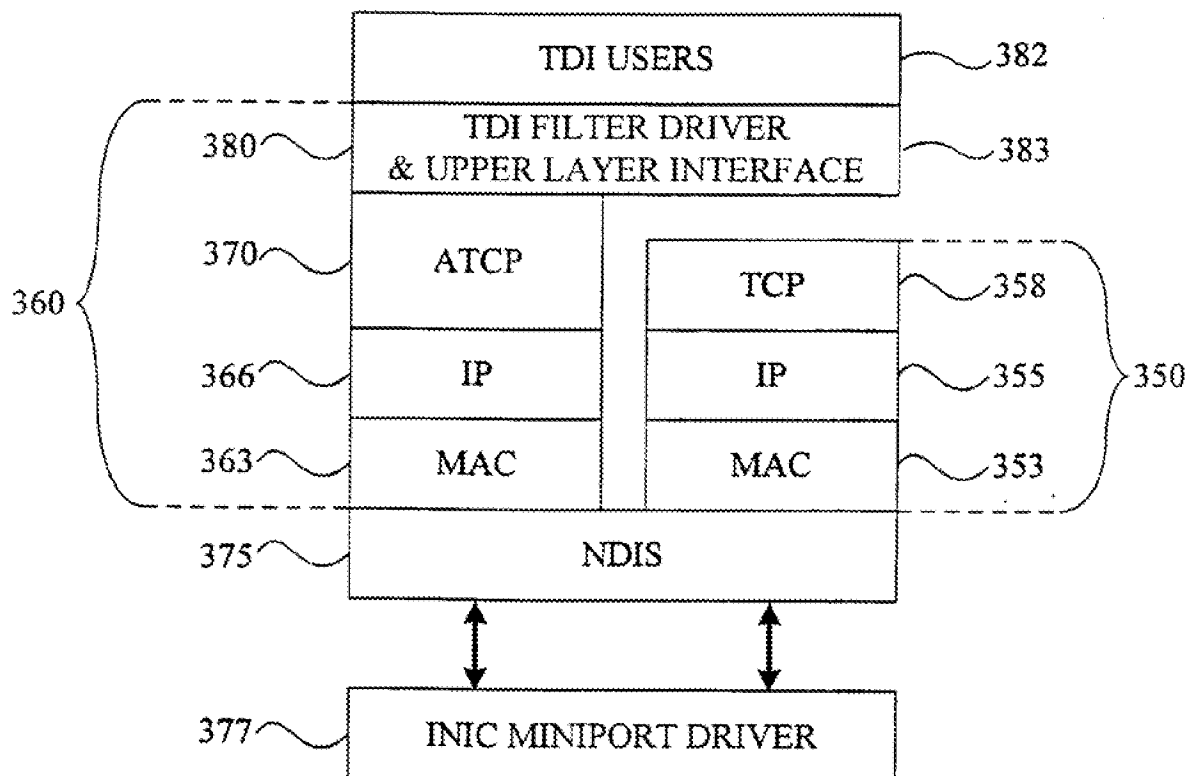 TDI USERS
382
380
TDI FILTER DRIVER
& UPPER LAYER INTERFACE
383
370
ATCP
TCP
358
360
366
IP
IP
355
350
363
MAC
MAC
353
375
NDIS
377
INIC MINIPORT DRIVER